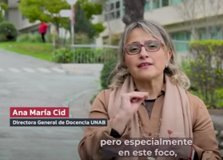 Ana María Cid
Directora General de Docencia UNAB
pero especialmente
en este foco,